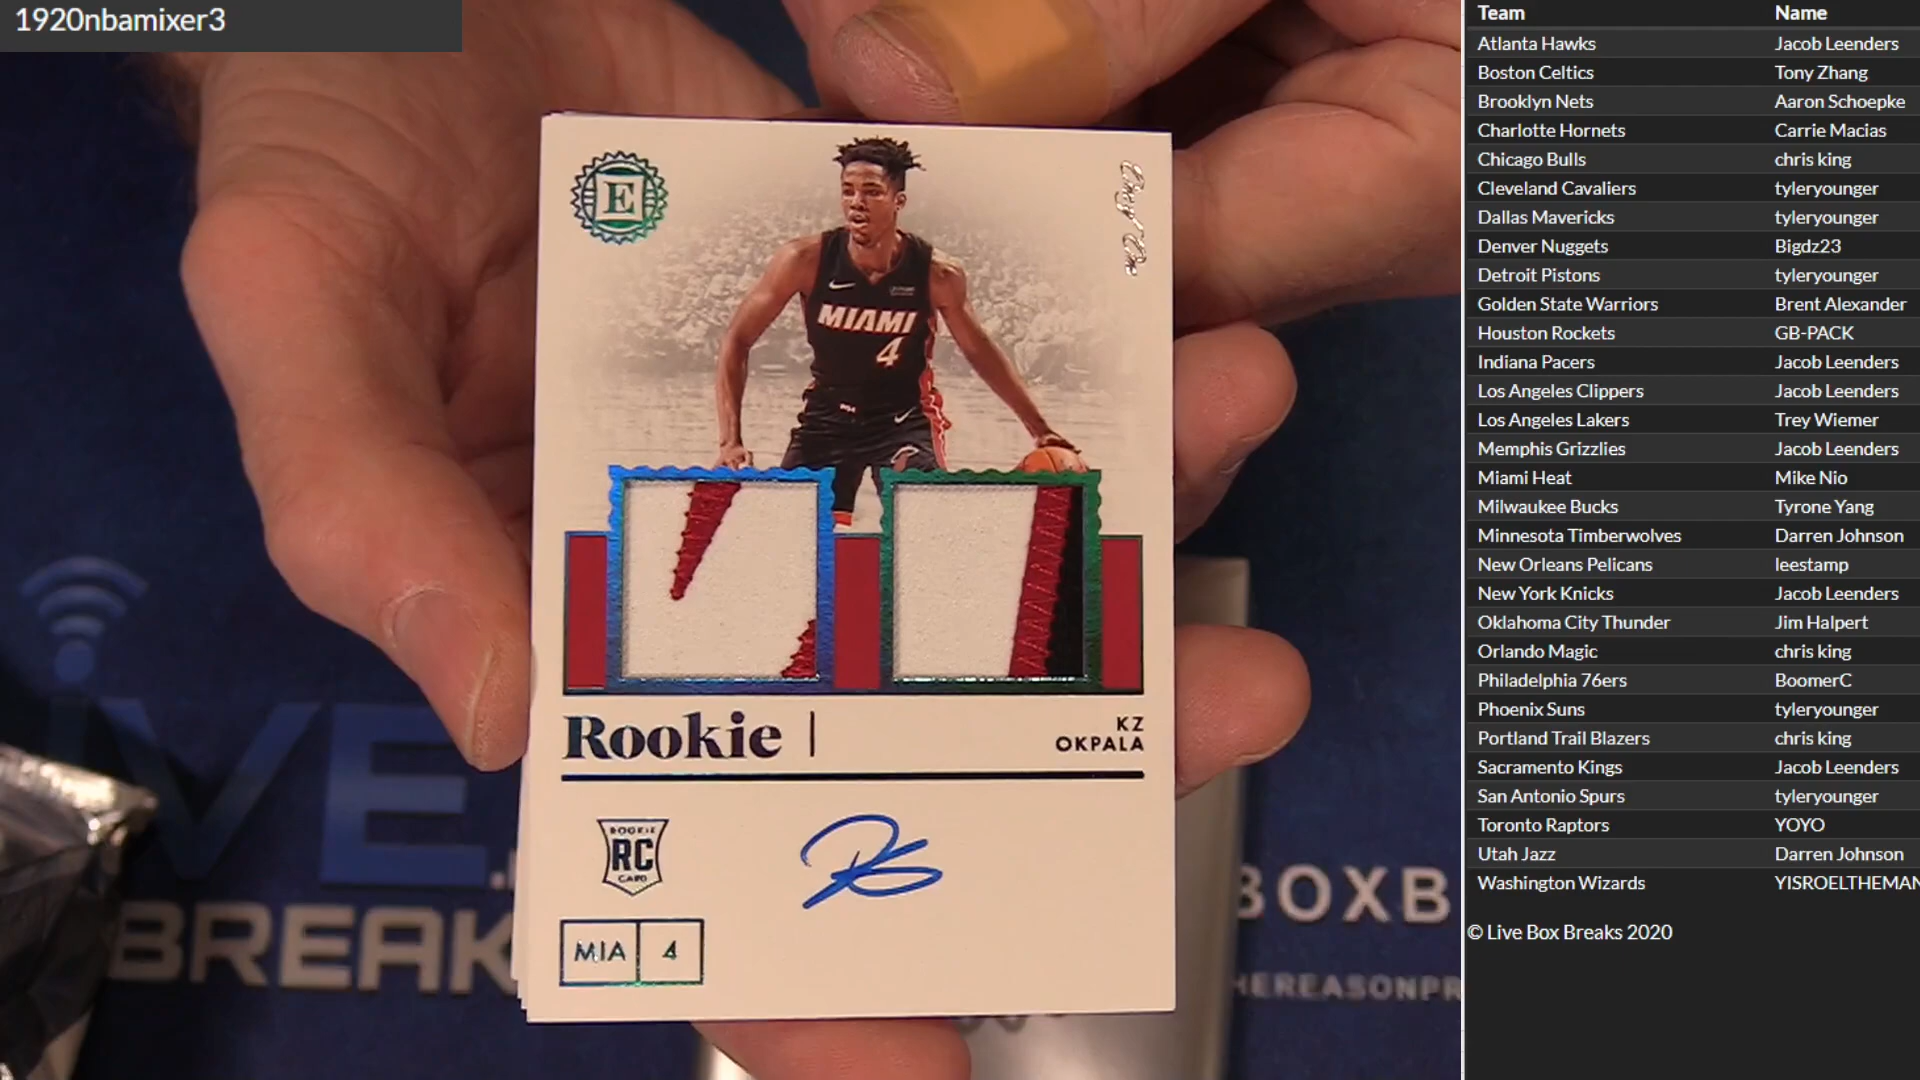 1920nbamixer3
E
One of One
MIAMI
4
Rookie |
KZ
OKPALA
ROOKIE
RC
CARD
MIA 4
BREAK
BOXB
HEREASONPR
Team Name
Atlanta Hawks Jacob Leenders
Boston Celtics Tony Zhang
Brooklyn Nets Aaron Schoepke
Charlotte Hornets Carrie Macias
Chicago Bulls chris king
Cleveland Cavaliers tyleryounger
Dallas Mavericks tyleryounger
Denver Nuggets Bigdz23
Detroit Pistons tyleryounger
Golden State Warriors Brent Alexander
Houston Rockets GB-PACK
Indiana Pacers Jacob Leenders
Los Angeles Clippers Jacob Leenders
Los Angeles Lakers Trey Wiemer
Memphis Grizzlies Jacob Leenders
Miami Heat Mike Nio
Milwaukee Bucks Tyrone Yang
Minnesota Timberwolves Darren Johnson
New Orleans Pelicans leestamp
New York Knicks Jacob Leenders
Oklahoma City Thunder Jim Halpert
Orlando Magic chris king
Philadelphia 76ers BoomerC
Phoenix Suns tyleryounger
Portland Trail Blazers chris king
Sacramento Kings Jacob Leenders
San Antonio Spurs tyleryounger
Toronto Raptors YOYO
Utah Jazz Darren Johnson
Washington Wizards YISROELTHEMAN
© Live Box Breaks 2020